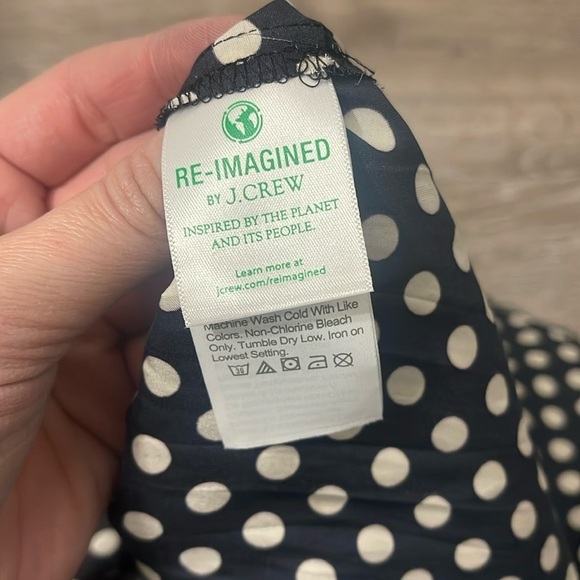 RE-IMAGINED
BY J.CREW
INSPIRED BY THE PLANET
AND ITS PEOPLE.
Learn more at
jcrew.com/reimagined
Machine Wash Cold With Like
Colors. Non-Chlorine Bleach
Only. Tumble Dry Low. Iron on
Lowest Setting.
30